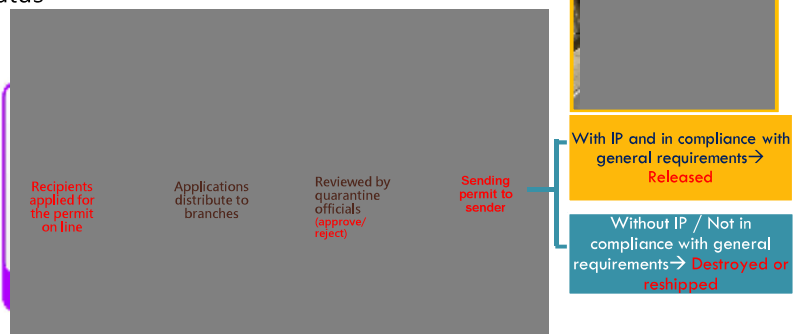 Recipients
applied for
the permit
on line
Applications
distribute to
branches
Reviewed by
quarantine
officials
(approve/
reject)
Sending
permit to
sender
With IP and in compliance with
general requirements→
Released
Without IP / Not in
compliance with general
requirements→ Destroyed or
reshipped